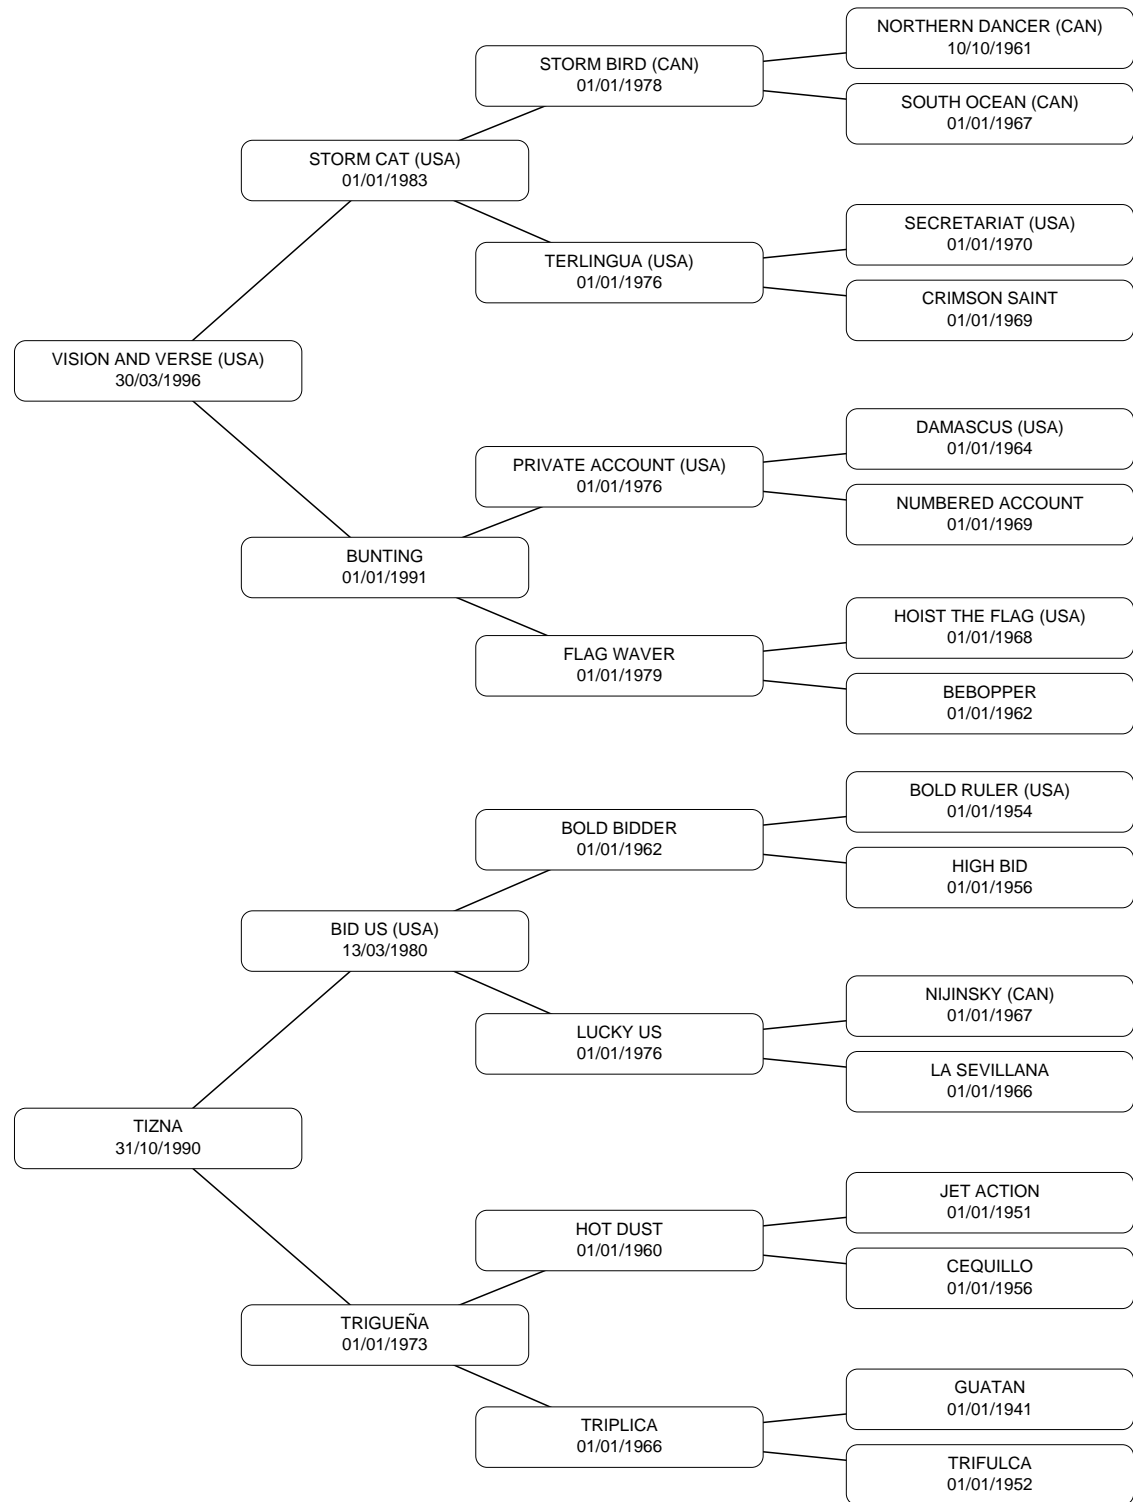 NORTHERN DANCER (CAN)
10/10/1961
STORM BIRD (CAN)
01/01/1978
SOUTH OCEAN (CAN)
01/01/1967
STORM CAT (USA)
01/01/1983
SECRETARIAT (USA)
01/01/1970
TERLINGUA (USA)
01/01/1976
CRIMSON SAINT
01/01/1969
VISION AND VERSE (USA)
30/03/1996
DAMASCUS (USA)
01/01/1964
PRIVATE ACCOUNT (USA)
01/01/1976
NUMBERED ACCOUNT
01/01/1969
BUNTING
01/01/1991
HOIST THE FLAG (USA)
01/01/1968
FLAG WAVER
01/01/1979
BEBOPPER
01/01/1962
BOLD RULER (USA)
01/01/1954
BOLD BIDDER
01/01/1962
HIGH BID
01/01/1956
BID US (USA)
13/03/1980
NIJINSKY (CAN)
01/01/1967
LUCKY US
01/01/1976
LA SEVILLANA
01/01/1966
TIZNA
31/10/1990
JET ACTION
01/01/1951
HOT DUST
01/01/1960
CEQUILLO
01/01/1956
TRIGUEÑA
01/01/1973
GUATAN
01/01/1941
TRIPLICA
01/01/1966
TRIFULCA
01/01/1952